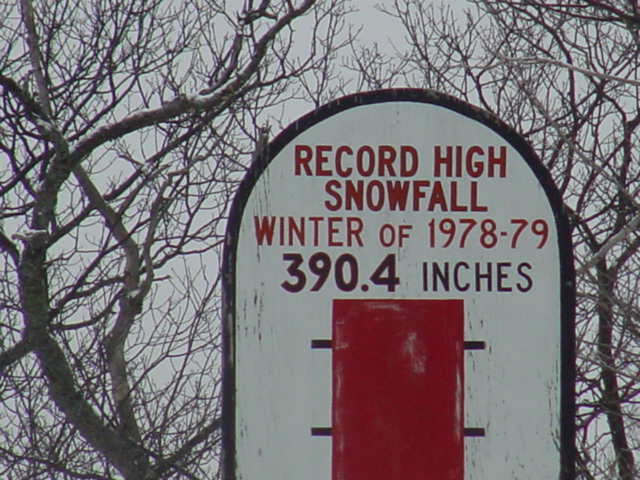 RECORD HIGH
SNOWFALL
WINTER OF 1978-79
390.4 INCHES